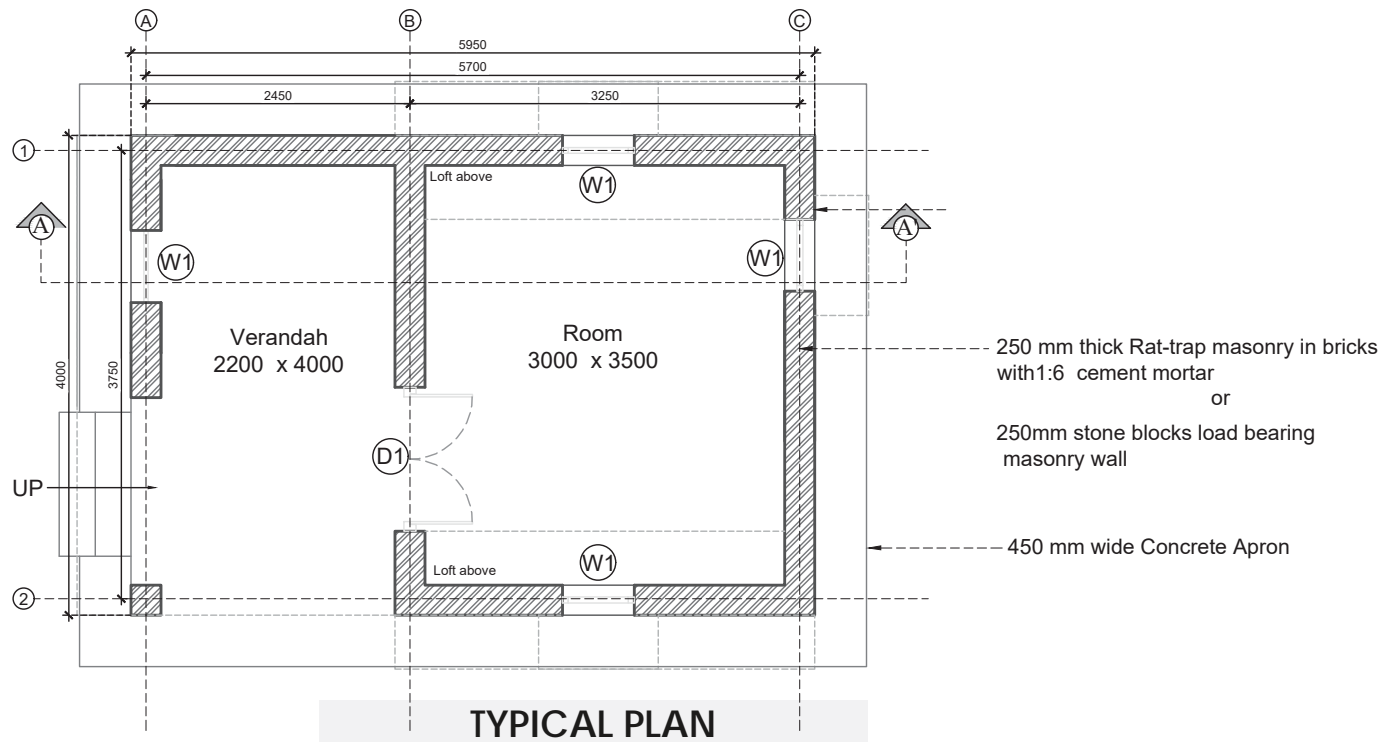 A
B
C
5950
5700
2450
3250
1
Loft above
W1
A
A'
W1
W1
Verandah
2200 x 4000
Room
3000 x 3500
250 mm thick Rat-trap masonry in bricks
with1:6 cement mortar
or
250mm stone blocks load bearing
masonry wall
4000
3750
D1
UP
450 mm wide Concrete Apron
Loft above
W1
2
TYPICAL PLAN